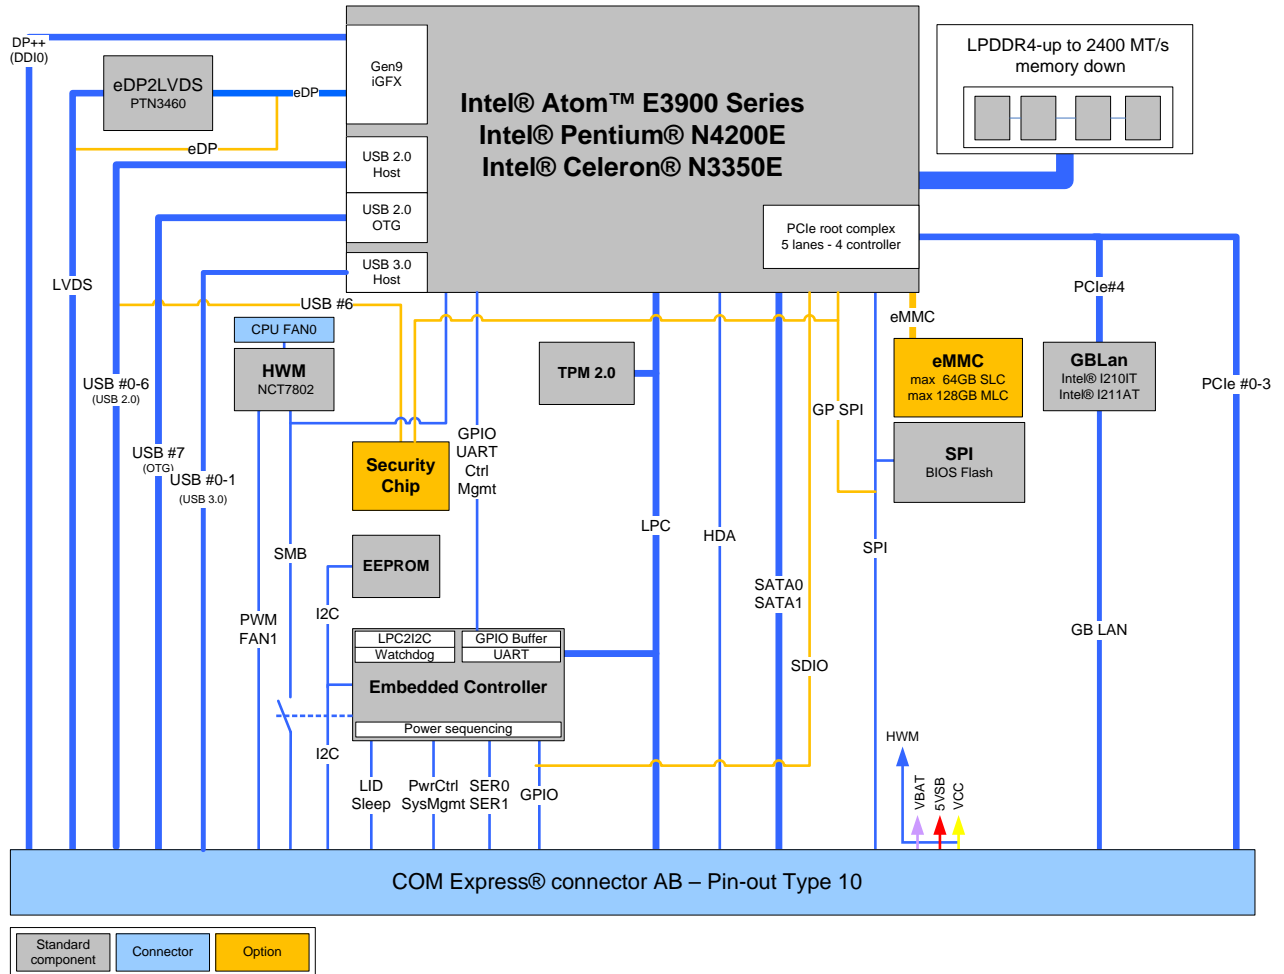 DP++
(DDI0)
eDP2LVDS
PTN3460
eDP
eDP
Gen9
iGFX
USB 2.0
Host
USB 2.0
OTG
USB 3.0
Host
Intel® Atom™ E3900 Series
Intel® Pentium® N4200E
Intel® Celeron® N3350E
PCIe root complex
5 lanes - 4 controller
LPDDR4-up to 2400 MT/s
memory down
LVDS
USB #6
PCIe#4
eMMC
CPU FAN0
HWM
NCT7802
TPM 2.0
eMMC
max 64GB SLC
max 128GB MLC
GBLan
Intel® I210IT
Intel® I211AT
USB #0-6
(USB 2.0)
PCIe #0-3
GP SPI
GPIO
UART
Ctrl
Mgmt
USB #7
(OTG)
USB #0-1
(USB 3.0)
Security
Chip
SPI
BIOS Flash
LPC
HDA
SPI
SMB
EEPROM
SATA0
SATA1
I2C
PWM
FAN1
GB LAN
LPC2I2C
Watchdog
GPIO Buffer
UART
SDIO
Embedded Controller
Power sequencing
I2C
HWM
LID
Sleep
PwrCtrl
SysMgmt
SER0
SER1
GPIO
VBAT
5VSB
VCC
COM Express® connector AB – Pin-out Type 10
Standard
component
Connector
Option